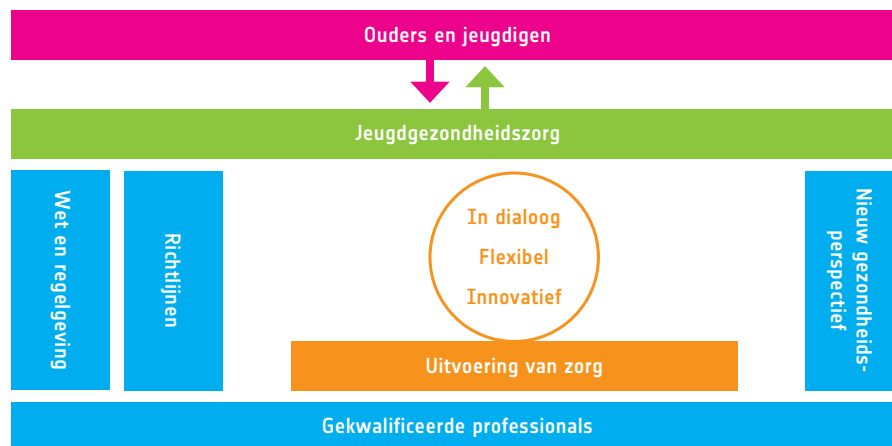 Ouders en jeugdigen
Jeugdgezondheidszorg
Wet en regelgeving
Richtlijnen
In dialoog
Flexibel
Innovatief
Nieuw gezondheids-
perspectief
Uitvoering van zorg
Gekwalificeerde professionals